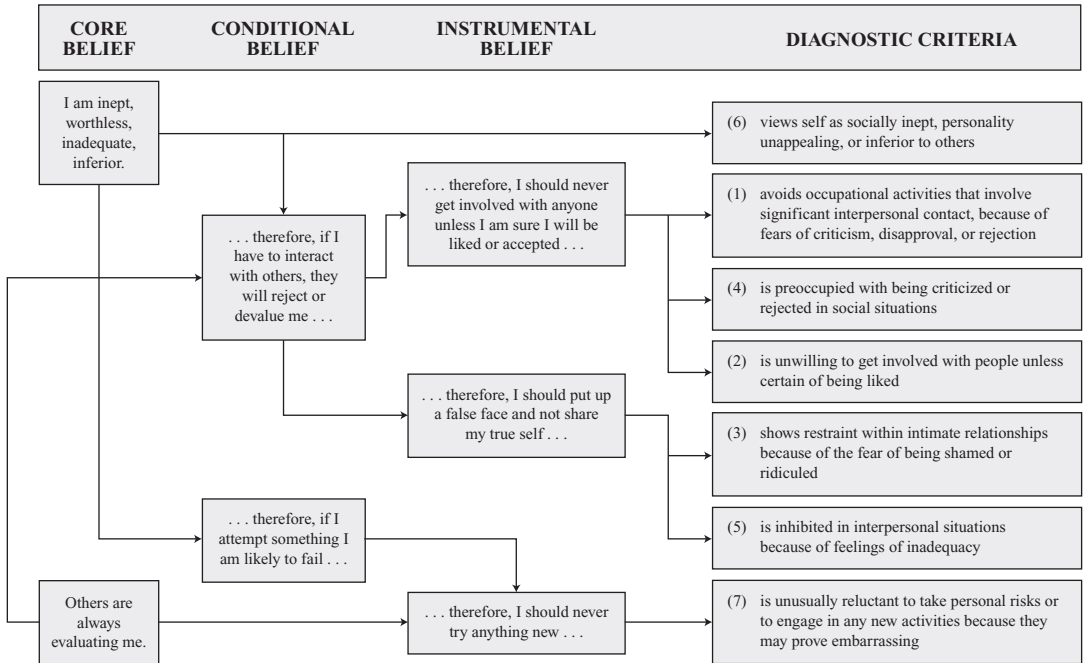 CORE
BELIEF
CONDITIONAL
BELIEF
INSTRUMENTAL
BELIEF
DIAGNOSTIC CRITERIA
I am inept,
worthless,
inadequate,
inferior.
(6) views self as socially inept, personality
unappealing, or inferior to others
. . . therefore, if I
have to interact
with others, they
will reject or
devalue me . . .
. . . therefore, I should never
get involved with anyone
unless I am sure I will be
liked or accepted . . .
(1) avoids occupational activities that involve
significant interpersonal contact, because of
fears of criticism, disapproval, or rejection
(4) is preoccupied with being criticized or
rejected in social situations
(2) is unwilling to get involved with people unless
certain of being liked
. . . therefore, I should put up
a false face and not share
my true self . . .
(3) shows restraint within intimate relationships
because of the fear of being shamed or
ridiculed
. . . therefore, if I
attempt something I
am likely to fail . . .
(5) is inhibited in interpersonal situations
because of feelings of inadequacy
Others are
always
evaluating me.
. . . therefore, I should never
try anything new . . .
(7) is unusually reluctant to take personal risks or
to engage in any new activities because they
may prove embarrassing